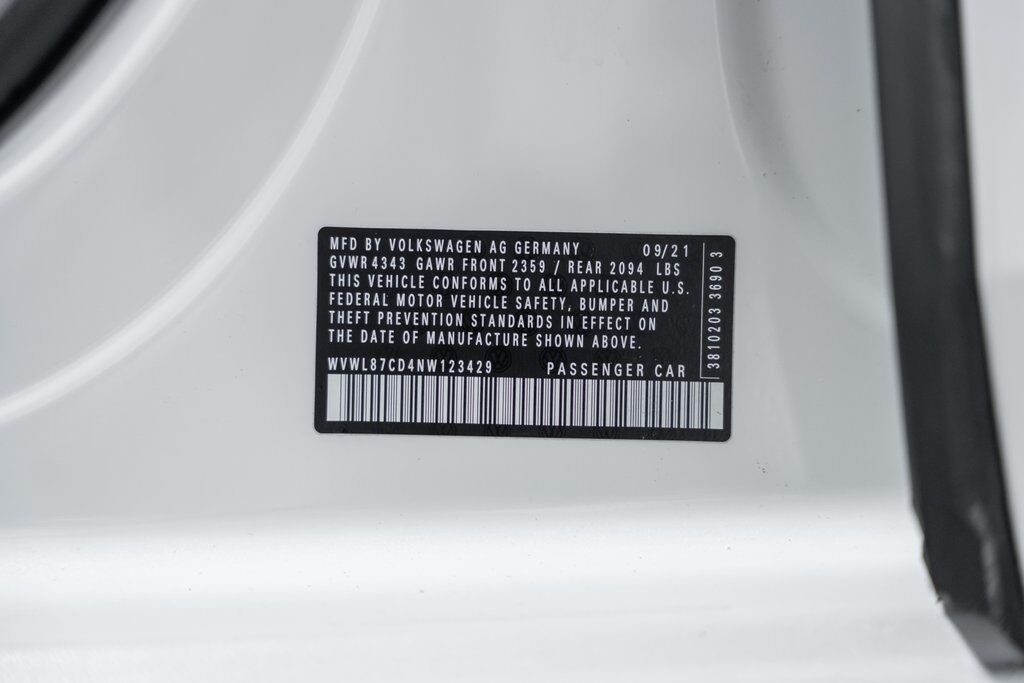 MFD BY VOLKSWAGEN AG GERMANY 09/21
GVWR 4343 GAWR FRONT 2359 / REAR 2094 LBS
THIS VEHICLE CONFORMS TO ALL APPLICABLE U.S.
FEDERAL MOTOR VEHICLE SAFETY, BUMPER AND
THEFT PREVENTION STANDARDS IN EFFECT ON
THE DATE OF MANUFACTURE SHOWN ABOVE.
WVWL87CD4NW123429 PASSENGER CAR
3810203 3690 3